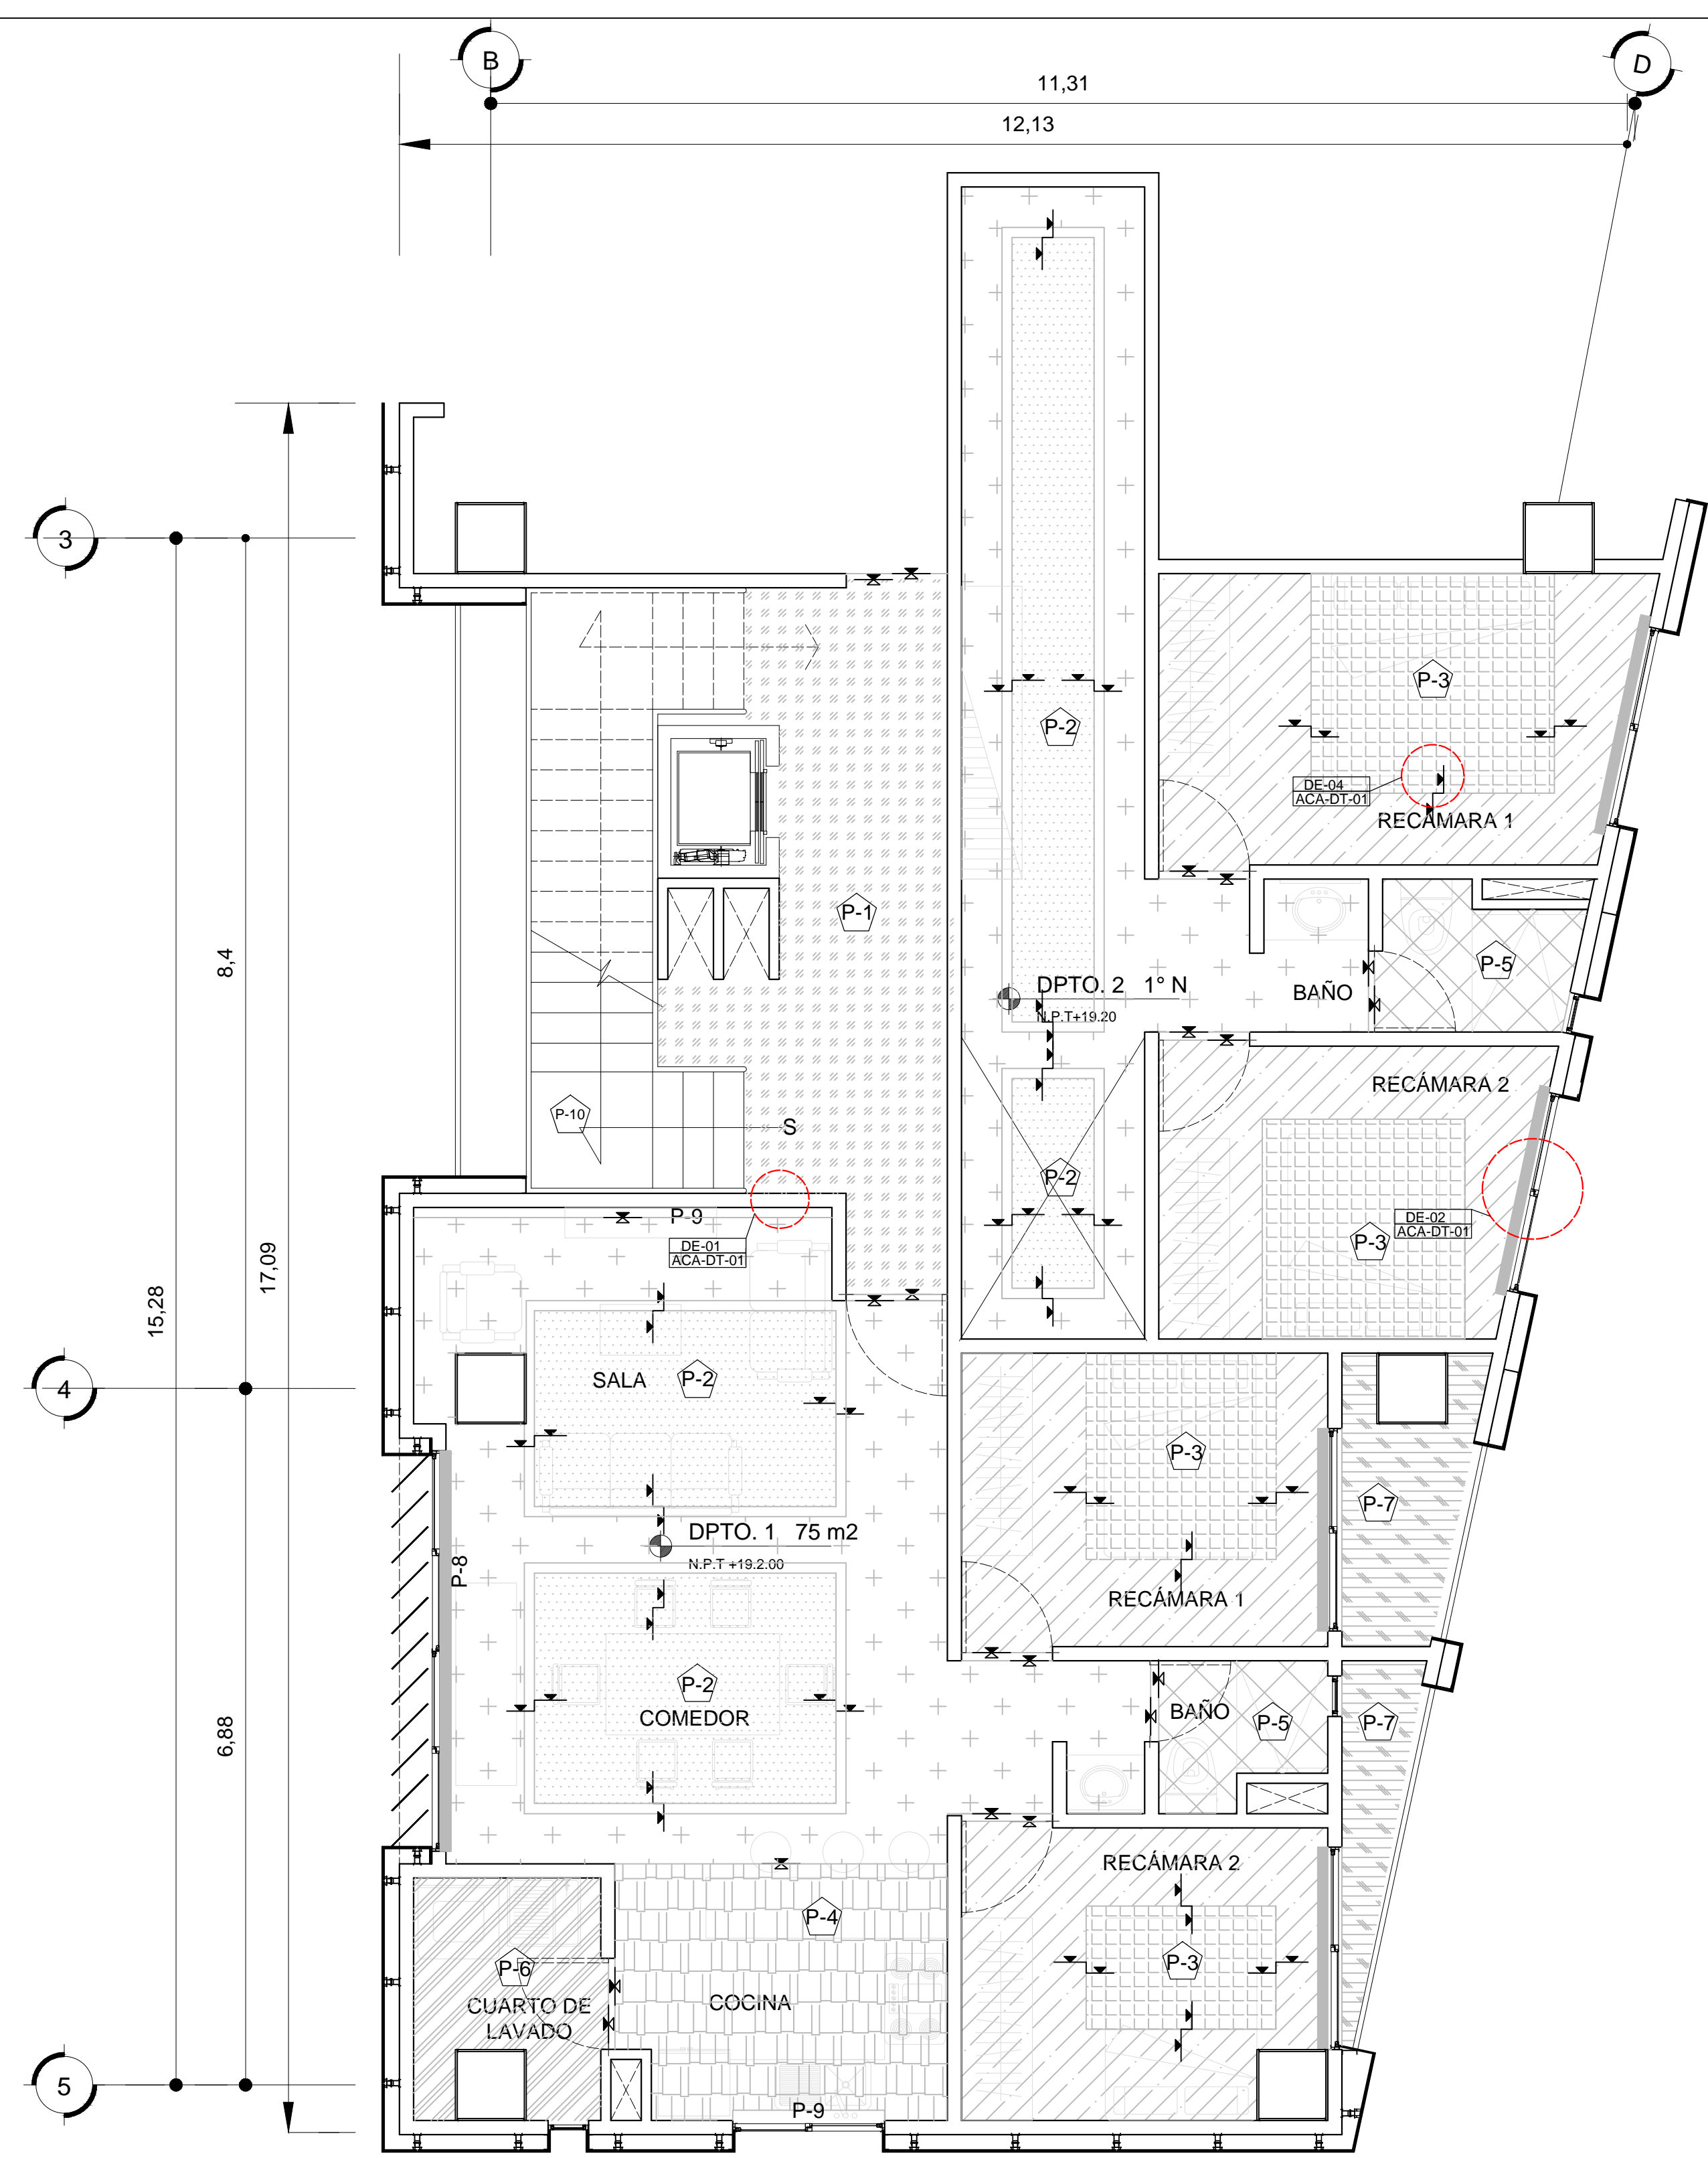 B
D
11,31
12,13
3
P-3
P-2
DE-04
ACA-DT-01
RECÁMARA 1
P-1
8,4
P-5
DPTO. 2 1° N
BAÑO
N.P.T+19.20
RECÁMARA 2
P-10
S
P-2
P-9
DE-02
ACA-DT-01
P-3
DE-01
ACA-DT-01
17,09
15,28
4
SALA
P-2
P-3
P-7
DPTO. 1 75 m2
N.P.T +19.2.00
P-8
RECÁMARA 1
P-2
COMEDOR
BAÑO
P-5
P-7
6,88
RECÁMARA 2
P-4
P-6
P-3
CUARTO DE
LAVADO
COCINA
5
P-9